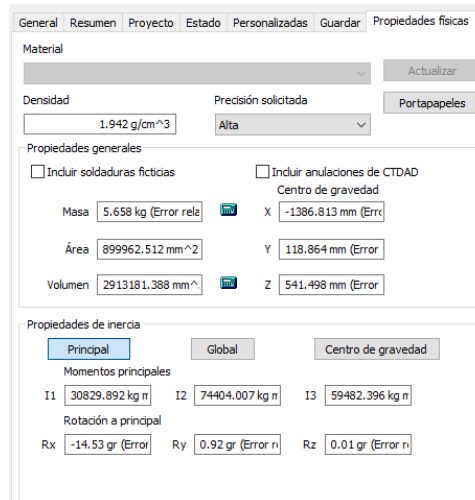 General Resumen Proyecto Estado Personalizadas Guardar Propiedades físicas
Material
Actualizar
Densidad Precisión solicitada
Portapapeles
1.942 g/cm^3 Alta
Propiedades generales
Incluir soldaduras ficticias Incluir anulaciones de CTDAD
Centro de gravedad
Masa 5.658 kg (Error rela X -1386.813 mm (Erro
Área 899962.512 mm^2 Y 118.864 mm (Error
Volumen 2913181.388 mm^ Z 541.498 mm (Error
Propiedades de inercia
Principal Global Centro de gravedad
Momentos principales
I1 30829.892 kg m I2 74404.007 kg m I3 59482.396 kg m
Rotación a principal
Rx -14.53 gr (Error Ry 0.92 gr (Error r Rz 0.01 gr (Error r